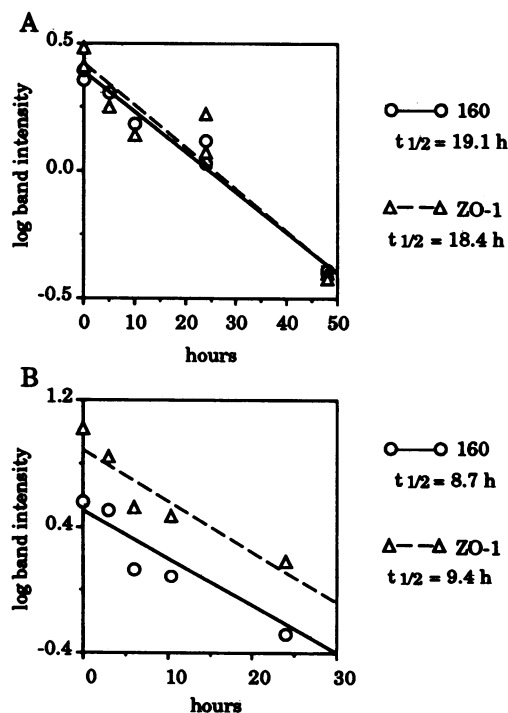 A
0.5
0.0
-0.5
log band intensity
0 10 20 30 40 50
hours
160
t 1/2 = 19.1 h
ZO-1
t 1/2 = 18.4 h
B
1.2
0.4
-0.4
log band intensity
0 10 20 30
hours
160
t 1/2 = 8.7 h
ZO-1
t 1/2 = 9.4 h